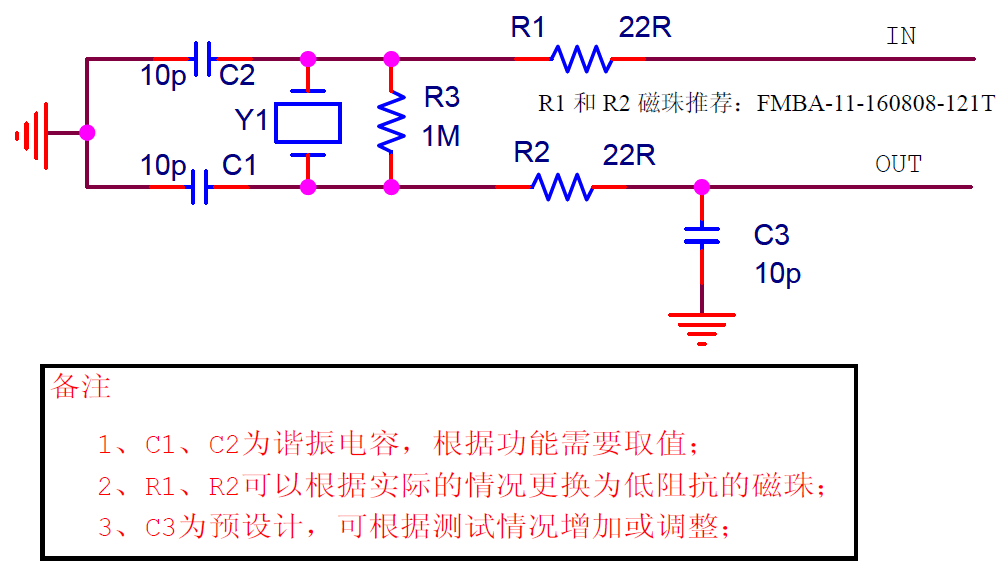 R1 22R
IN
10p C2
R3
1M
Y1
R1 和 R2 磁珠推荐：FMBA-11-160808-121T
10p C1
R2 22R
OUT
C3
10p
备注
1、C1、C2为谐振电容，根据功能需要取值；
2、R1、R2可以根据实际的情况更换为低阻抗的磁珠；
3、C3为预设计，可根据测试情况增加或调整；